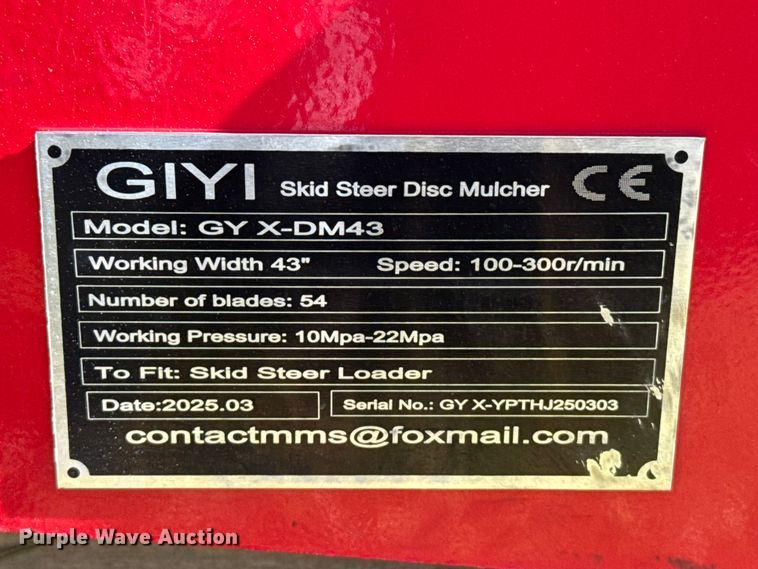 GIYI Skid Steer Disc Mulcher CE
Model: GY X-DM43
Working Width 43" Speed: 100-300r/min
Number of blades: 54
Working Pressure: 10Mpa-22Mpa
To Fit: Skid Steer Loader
Date:2025.03 Serial No.: GY X-YPTHJ250303
contactmms@foxmail.com
Purple Wave Auction